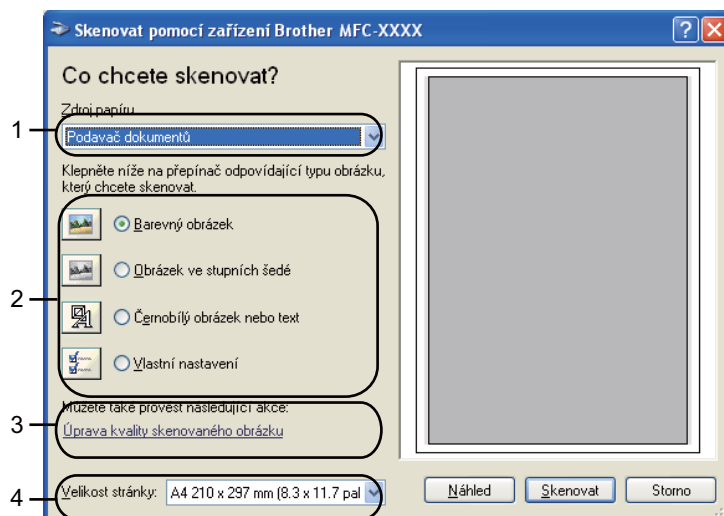 Skenovat pomocí zařízení Brother MFC-XXXX
Co chcete skenovat?
Zdroj papíru
1
Podavač dokumentů
Klepněte níže na přepínač odpovídající typu obrázku,
který chcete skenovat.
Barevný obrázek
Obrázek ve stupních šedé
2
Černobílý obrázek nebo text
Vlastní nastavení
Můžete také provést následující akce:
3
Úprava kvality skenovaného obrázku
4
Velikost stránky: A4 210 x 297 mm (8.3 x 11.7 pal
Náhled Skenovat Storno